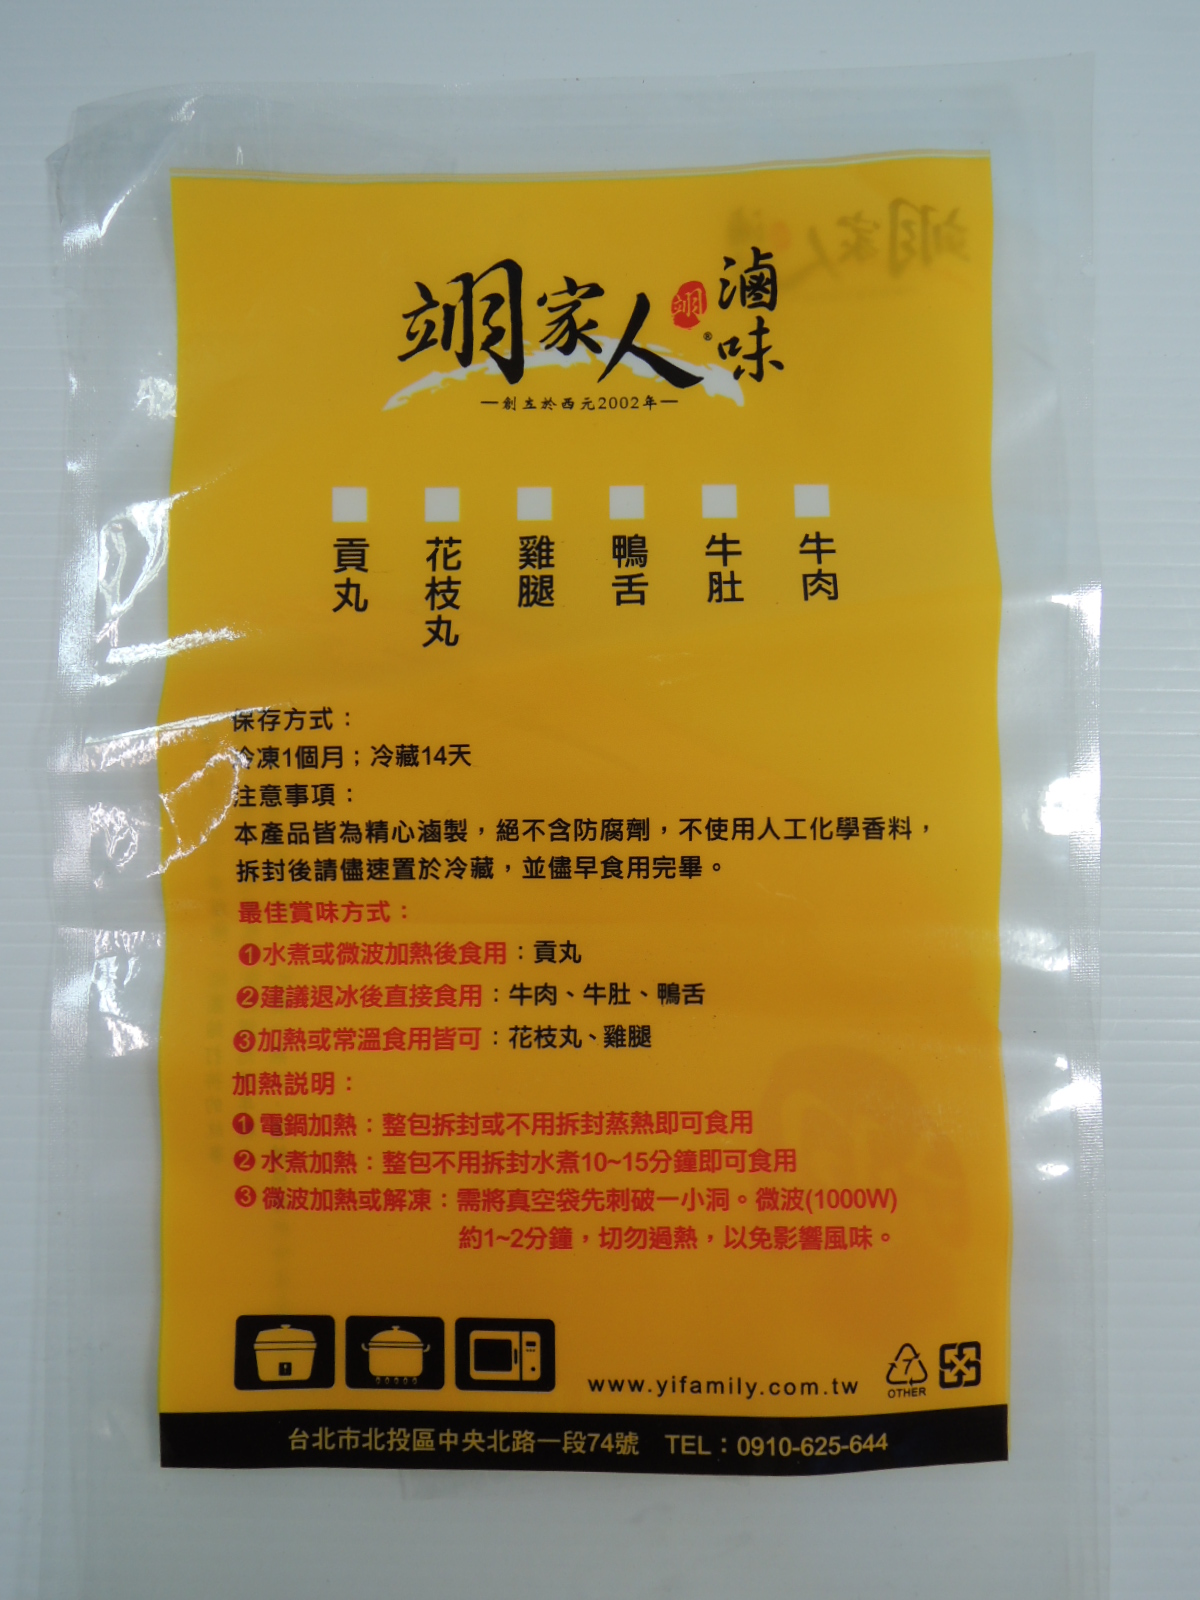 翊家人 翊 ® 滷味
—創立於西元2002年—
貢丸
花枝丸
雞腿
鴨舌
牛肚
牛肉
保存方式：
冷凍1個月；冷藏14天
注意事項：
本產品皆為精心滷製，絕不含防腐劑，不使用人工化學香料，
拆封後請儘速置於冷藏，並儘早食用完畢。
最佳賞味方式：
❶水煮或微波加熱後食用：貢丸
❷建議退冰後直接食用：牛肉、牛肚、鴨舌
❸加熱或常溫食用皆可：花枝丸、雞腿
加熱説明：
❶ 電鍋加熱：整包拆封或不用拆封蒸熱即可食用
❷ 水煮加熱：整包不用拆封水煮10~15分鐘即可食用
❸ 微波加熱或解凍：需將真空袋先刺破一小洞。微波(1000W)
約1~2分鐘，切勿過熱，以免影響風味。
www.yifamily.com.tw
7
OTHER
台北市北投區中央北路一段74號 TEL：0910-625-644